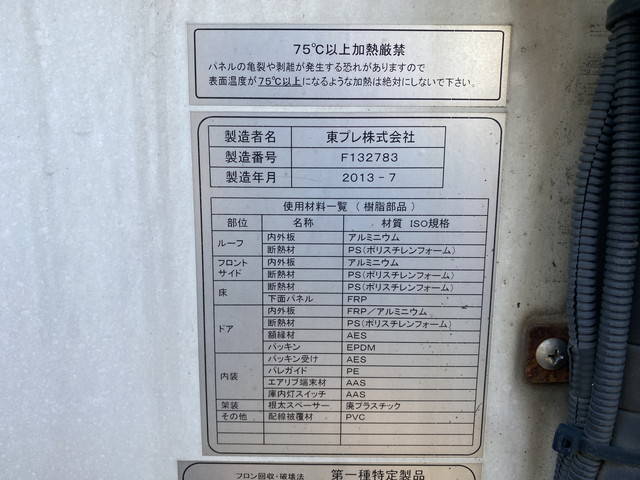 75℃以上加熱厳禁
パネルの亀裂や剥離が発生する恐れがありますので
表面温度が75℃以上になるような加熱は絶対にしないで下さい。
製造者名 東プレ株式会社
製造番号 F132783
製造年月 2013-7
使用材料一覧（樹脂部品）
部位 名称 材質 ISO規格
ルーフ 内外板 アルミニウム
断熱材 PS(ポリスチレンフォーム)
フロントサイド 内外板 アルミニウム
断熱材 PS(ポリスチレンフォーム)
床 断熱材 PS(ポリスチレンフォーム)
下面パネル FRP
ドア 内外板 FRP／アルミニウム
断熱材 PS(ポリスチレンフォーム)
額縁材 AES
パッキン EPDM
内装 パッキン受け AES
パレガイド PE
エアリブ端末材 AAS
庫内灯スイッチ AAS
架装 根太スペーサー 廃プラスチック
その他 配線被覆材 PVC
フロン回収・破壊法 第一種特定製品